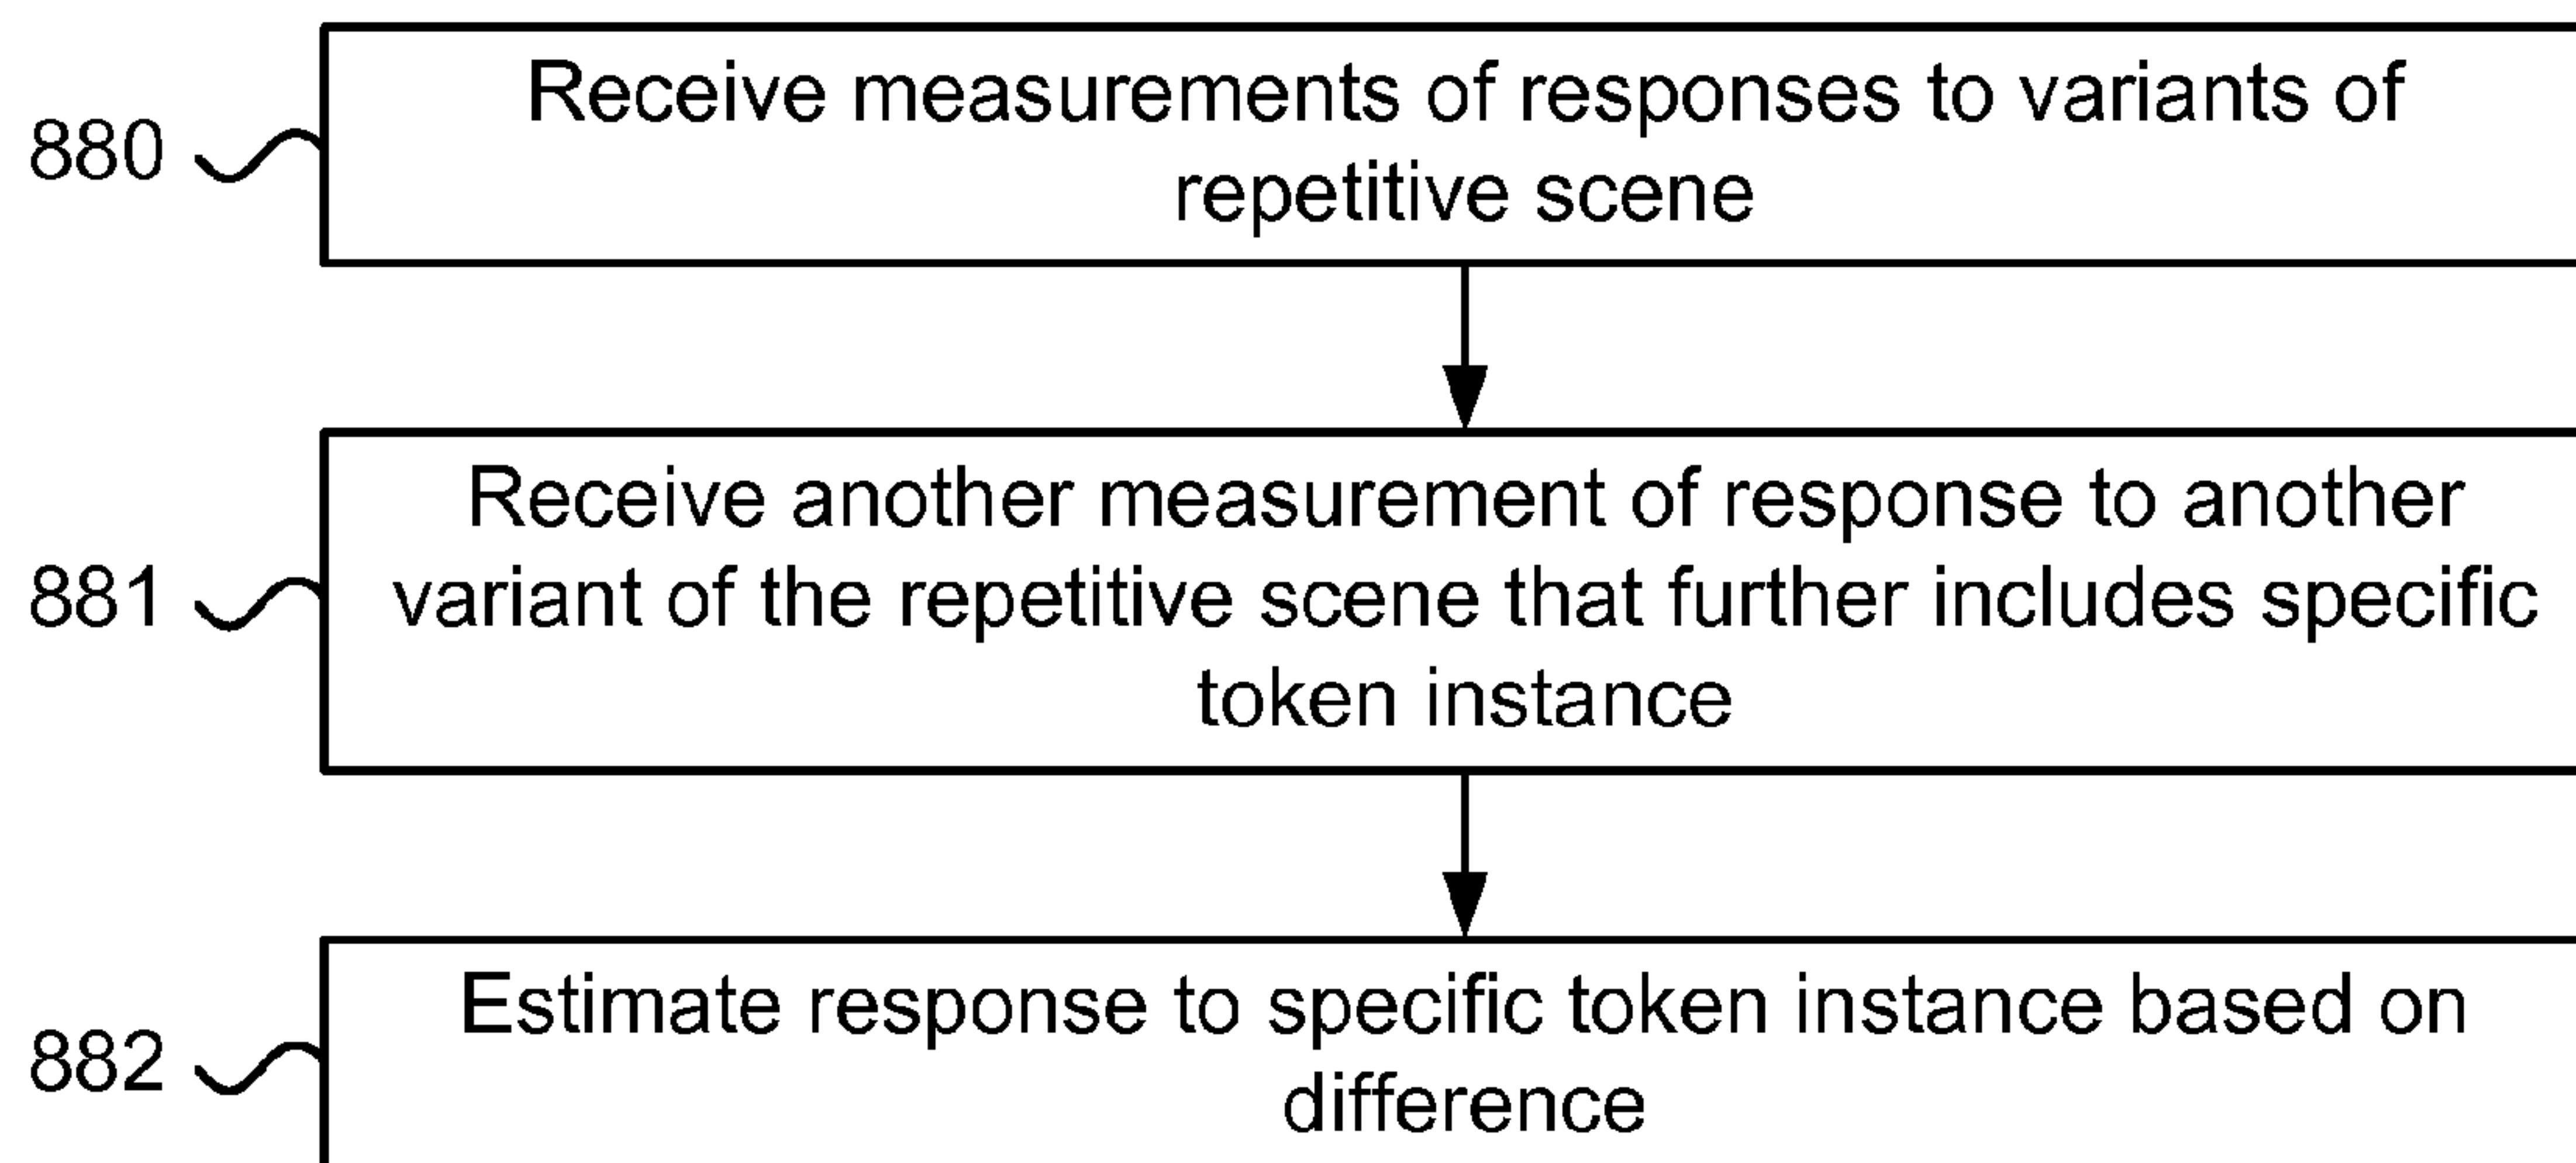 880
Receive measurements of responses to variants of
repetitive scene
881
Receive another measurement of response to another
variant of the repetitive scene that further includes specific
token instance
882
Estimate response to specific token instance based on
difference